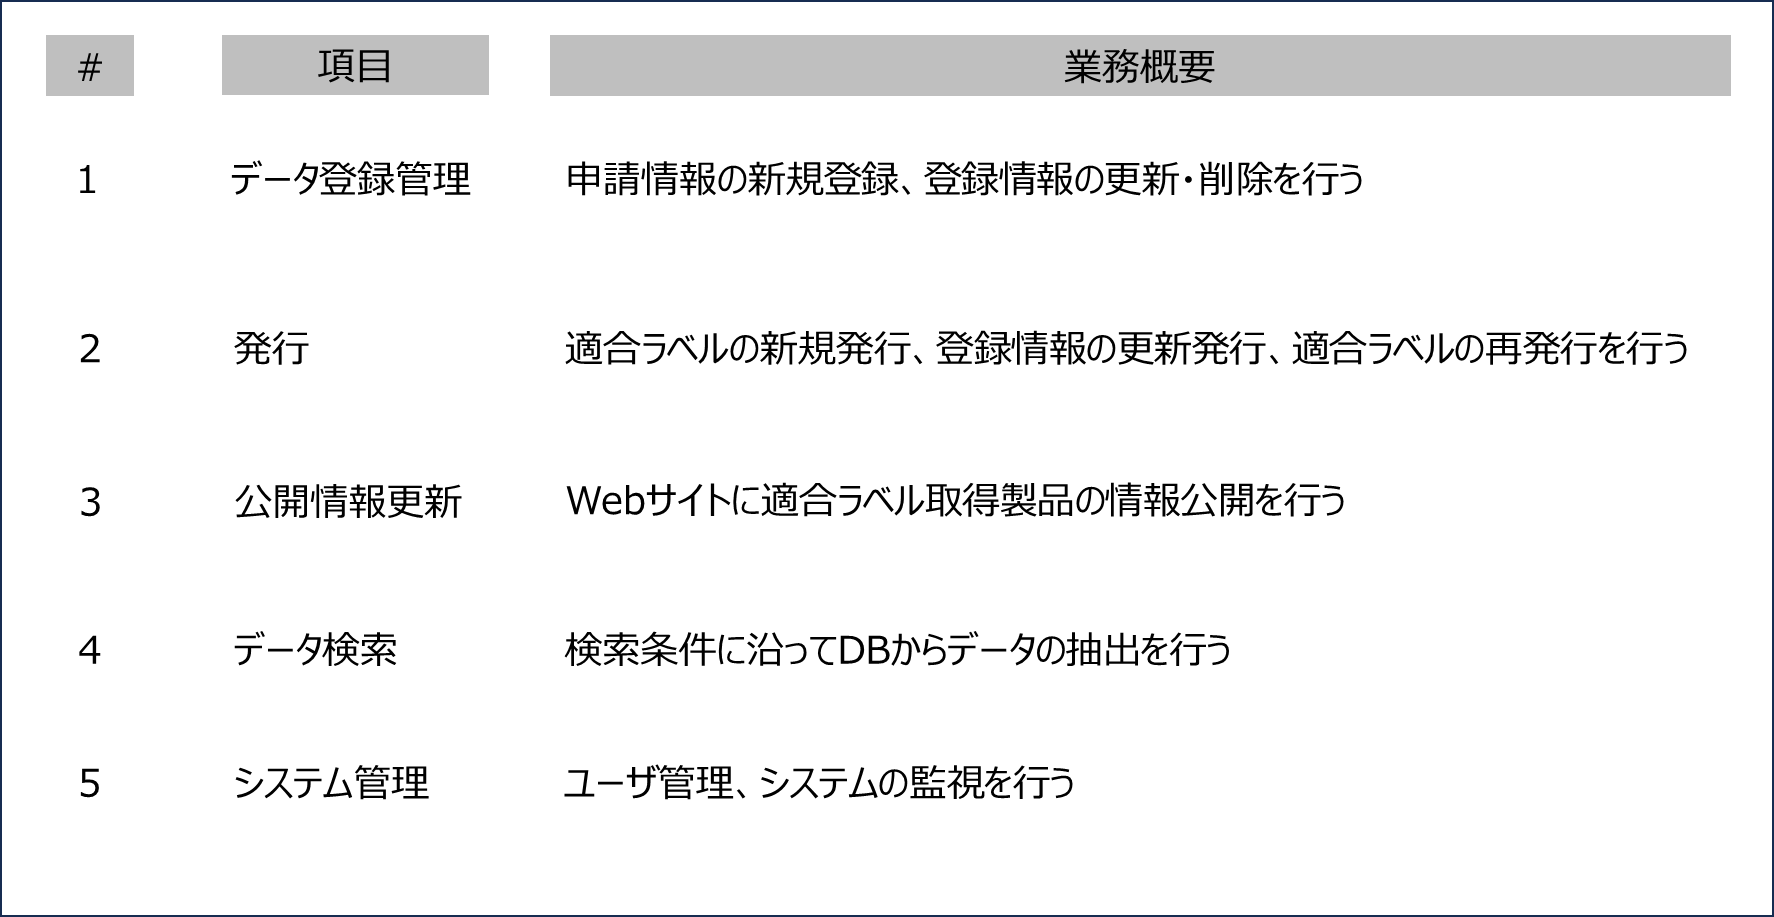 # 項目 業務概要
1 データ登録管理 申請情報の新規登録、登録情報の更新・削除を行う
2 発行 適合ラベルの新規発行、登録情報の更新発行、適合ラベルの再発行を行う
3 公開情報更新 Webサイトに適合ラベル取得製品の情報公開を行う
4 データ検索 検索条件に沿ってDBからデータの抽出を行う
5 システム管理 ユーザ管理、システムの監視を行う